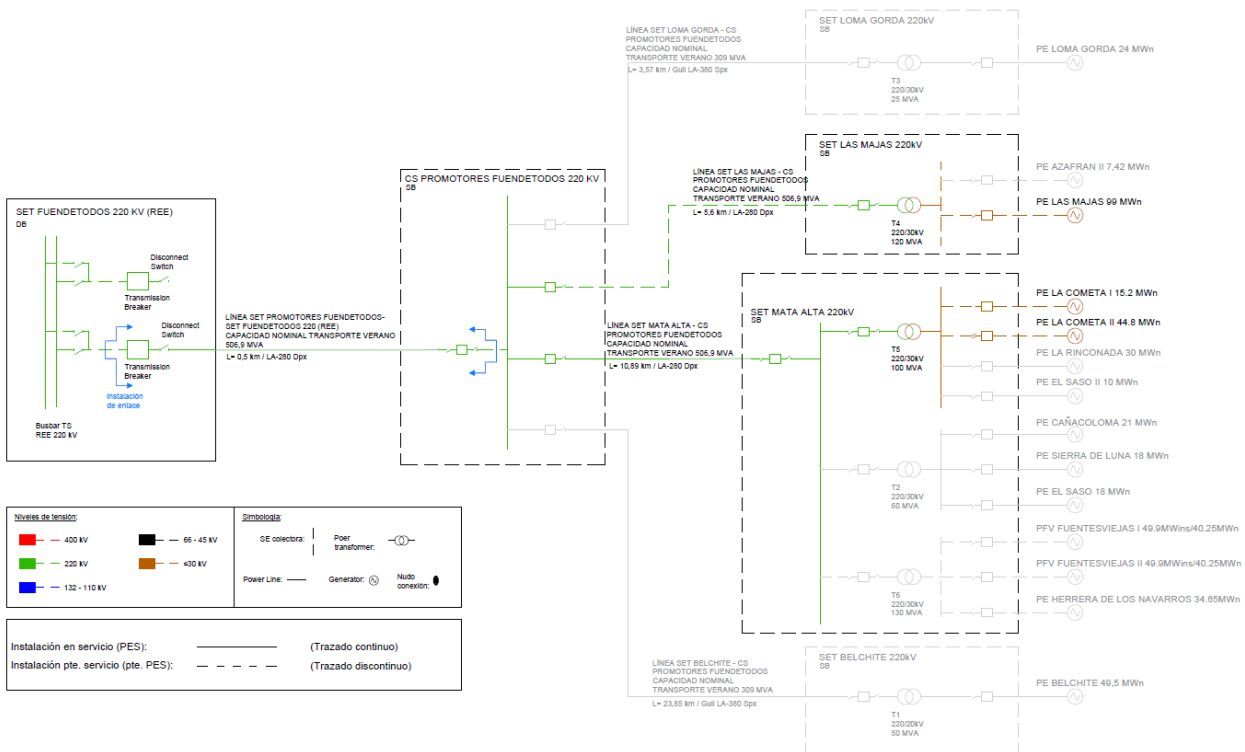 LÍNEA SET LOMA GORDA - CS
PROMOTORES FUENDETODOS
CAPACIDAD NOMINAL
TRANSPORTE VERANO 309 MVA
L= 3,57 km / Gull LA-380 Spx
SET LOMA GORDA 220kV
SB
T3
220/30kV
25 MVA
PE LOMA GORDA 24 MWn
LÍNEA SET LAS MAJAS - CS
PROMOTORES FUENDETODOS
CAPACIDAD NOMINAL
TRANSPORTE VERANO 506,9 MVA
L= 5,6 km / LA-280 Dpx
SET LAS MAJAS 220kV
SB
T4
220/30kV
120 MVA
PE AZAFRAN II 7,42 MWn
PE LAS MAJAS 99 MWn
CS PROMOTORES FUENDETODOS 220 KV
SB
SET FUENDETODOS 220 KV (REE)
DB
Disconnect
Switch
Transmission
Breaker
Disconnect
Switch
Transmission
Breaker
Instalación
de enlace
Busbar TS
REE 220 kV
LÍNEA SET PROMOTORES FUENDETODOS-
SET FUENDETODOS 220 (REE)
CAPACIDAD NOMINAL TRANSPORTE VERANO
506,9 MVA
L= 0,5 km / LA-280 Dpx
LÍNEA SET MATA ALTA - CS
PROMOTORES FUENDETODOS
CAPACIDAD NOMINAL
TRANSPORTE VERANO 506,9 MVA
L= 10,89 km / LA-280 Dpx
SET MATA ALTA 220kV
SB
T5
220/30kV
100 MVA
PE LA COMETA I 15.2 MWn
PE LA COMETA II 44.8 MWn
PE LA RINCONADA 30 MWn
PE EL SASO II 10 MWn
T2
220/30kV
60 MVA
PE CAÑACOLOMA 21 MWn
PE SIERRA DE LUNA 18 MWn
PE EL SASO 18 MWn
T6
220/30kV
130 MVA
PFV FUENTESVIEJAS I 49.9MWins/40,25MWn
PFV FUENTESVIEJAS II 49.9MWins/40.25MWn
PE HERRERA DE LOS NAVARROS 34.65MWn
LÍNEA SET BELCHITE - CS
PROMOTORES FUENDETODOS
CAPACIDAD NOMINAL
TRANSPORTE VERANO 309 MVA
L= 23,85 km / Gull LA-380 Spx
SET BELCHITE 220kV
SB
T1
220/20kV
50 MVA
PE BELCHITE 49,5 MWn
Niveles de tensión:
400 kV
66 - 45 kV
220 kV
≤30 kV
132 - 110 kV
Simbología:
SE colectora:
Poer
transformer:
Power Line:
Generator:
Nudo
conexión:
Instalación en servicio (PES):
(Trazado continuo)
Instalación pte. servicio (pte. PES):
(Trazado discontinuo)